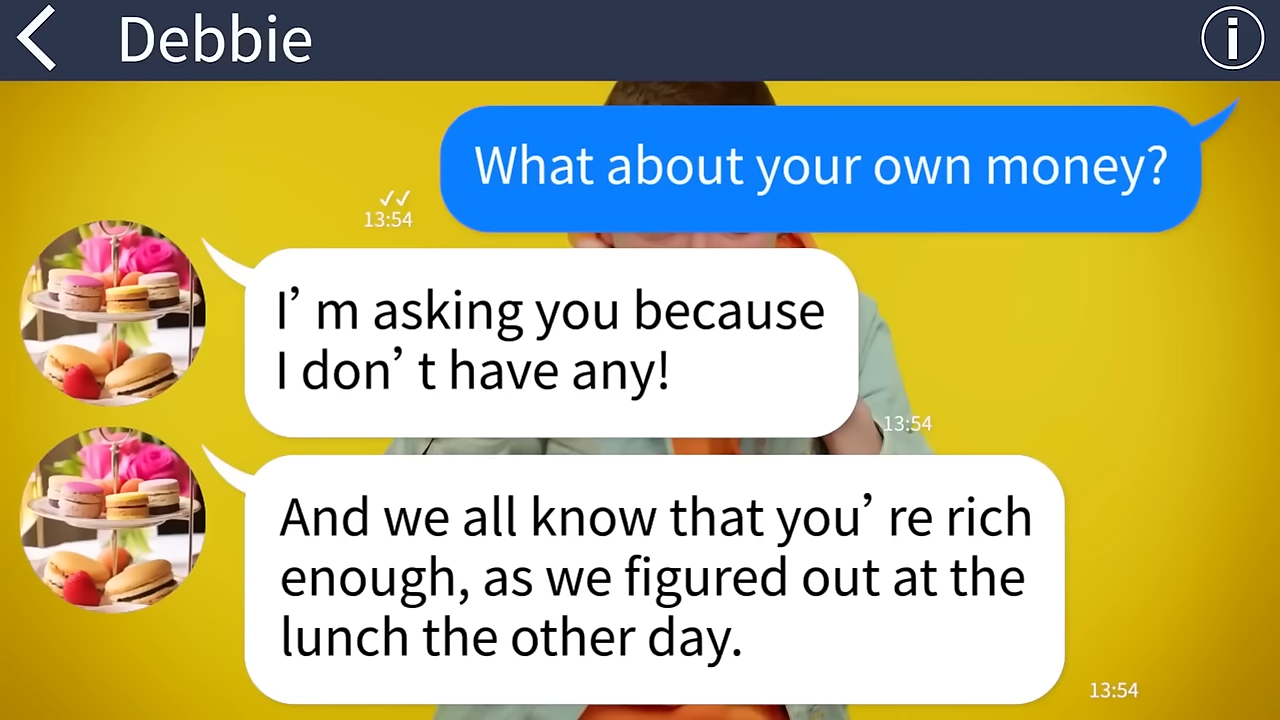 Debbie
What about your own money?
13:54
I’ m asking you because
I don’ t have any!
13:54
And we all know that you’ re rich
enough, as we figured out at the
lunch the other day.
13:54